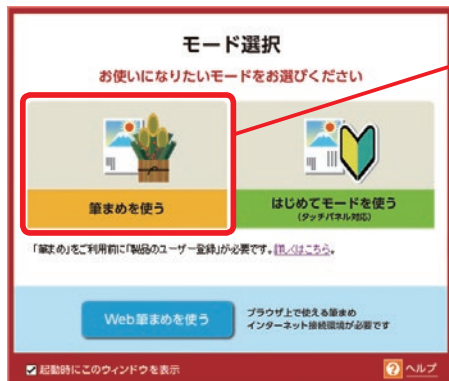 モード選択
お使いになりたいモードをお選びください
筆まめを使う
はじめてモードを使う
(タッチパネル対応)
「筆まめ」をご利用前に「製品のユーザー登録」が必要です。詳しくはこちら。
Web筆まめを使う
ブラウザ上で使える筆まめ
インターネット接続環境が必要です
起動時にこのウィンドウを表示
? ヘルプ